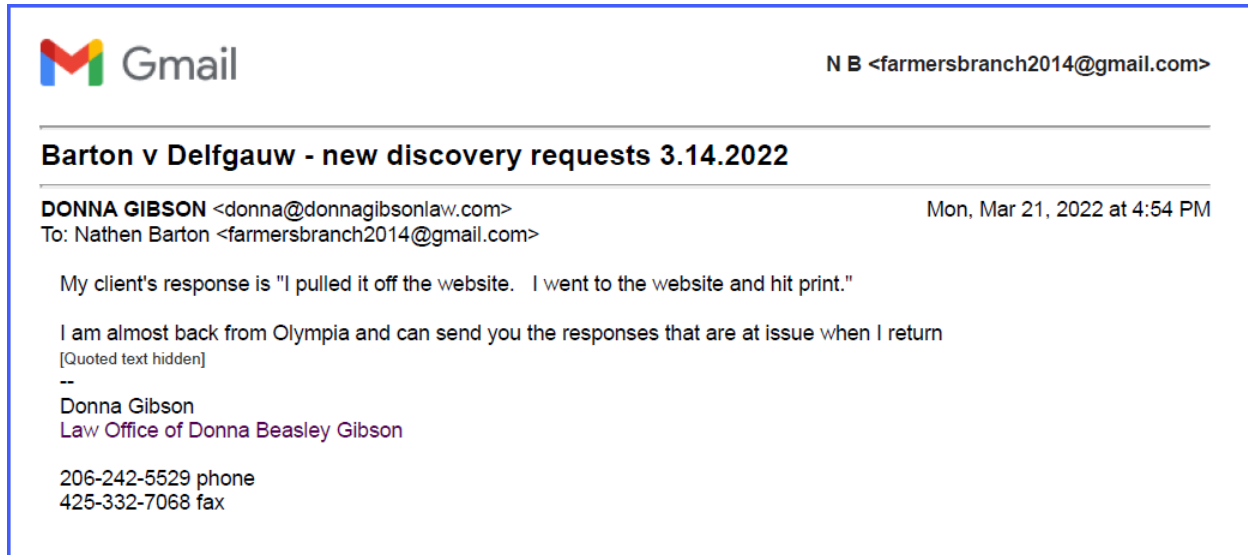 Gmail
N B <farmersbranch2014@gmail.com>
Barton v Delfgauw - new discovery requests 3.14.2022
DONNA GIBSON <donna@donnagibsonlaw.com>
Mon, Mar 21, 2022 at 4:54 PM
To: Nathen Barton <farmersbranch2014@gmail.com>
My client's response is "I pulled it off the website.   I went to the website and hit print."
I am almost back from Olympia and can send you the responses that are at issue when I return
[Quoted text hidden]
--
Donna Gibson
Law Office of Donna Beasley Gibson
206-242-5529 phone
425-332-7068 fax